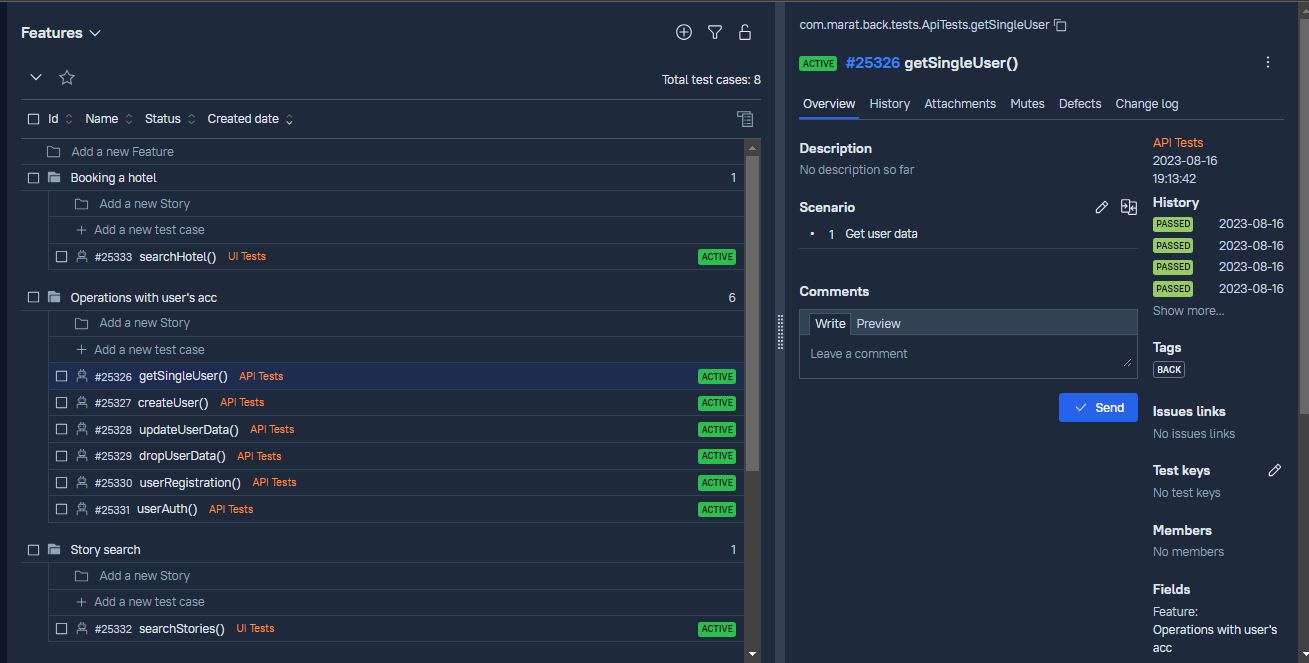 Features
Total test cases: 8
Id Name Status Created date
Add a new Feature
Booking a hotel 1
Add a new Story
Add a new test case
#25333 searchHotel() UI Tests ACTIVE
Operations with user's acc 6
Add a new Story
Add a new test case
#25326 getSingleUser() API Tests ACTIVE
#25327 createUser() API Tests ACTIVE
#25328 updateUserData() API Tests ACTIVE
#25329 dropUserData() API Tests ACTIVE
#25330 userRegistration() API Tests ACTIVE
#25331 userAuth() API Tests ACTIVE
Story search 1
Add a new Story
Add a new test case
#25332 searchStories() UI Tests ACTIVE
com.marat.back.tests.ApiTests.getSingleUser
ACTIVE #25326 getSingleUser()
Overview History Attachments Mutes Defects Change log
Description
No description so far
Scenario
1 Get user data
Comments
Write Preview
Leave a comment
Send
API Tests
2023-08-16
19:13:42
History
PASSED 2023-08-16
PASSED 2023-08-16
PASSED 2023-08-16
PASSED 2023-08-16
Show more...
Tags
BACK
Issues links
No issues links
Test keys
No test keys
Members
No members
Fields
Feature:
Operations with user's
acc